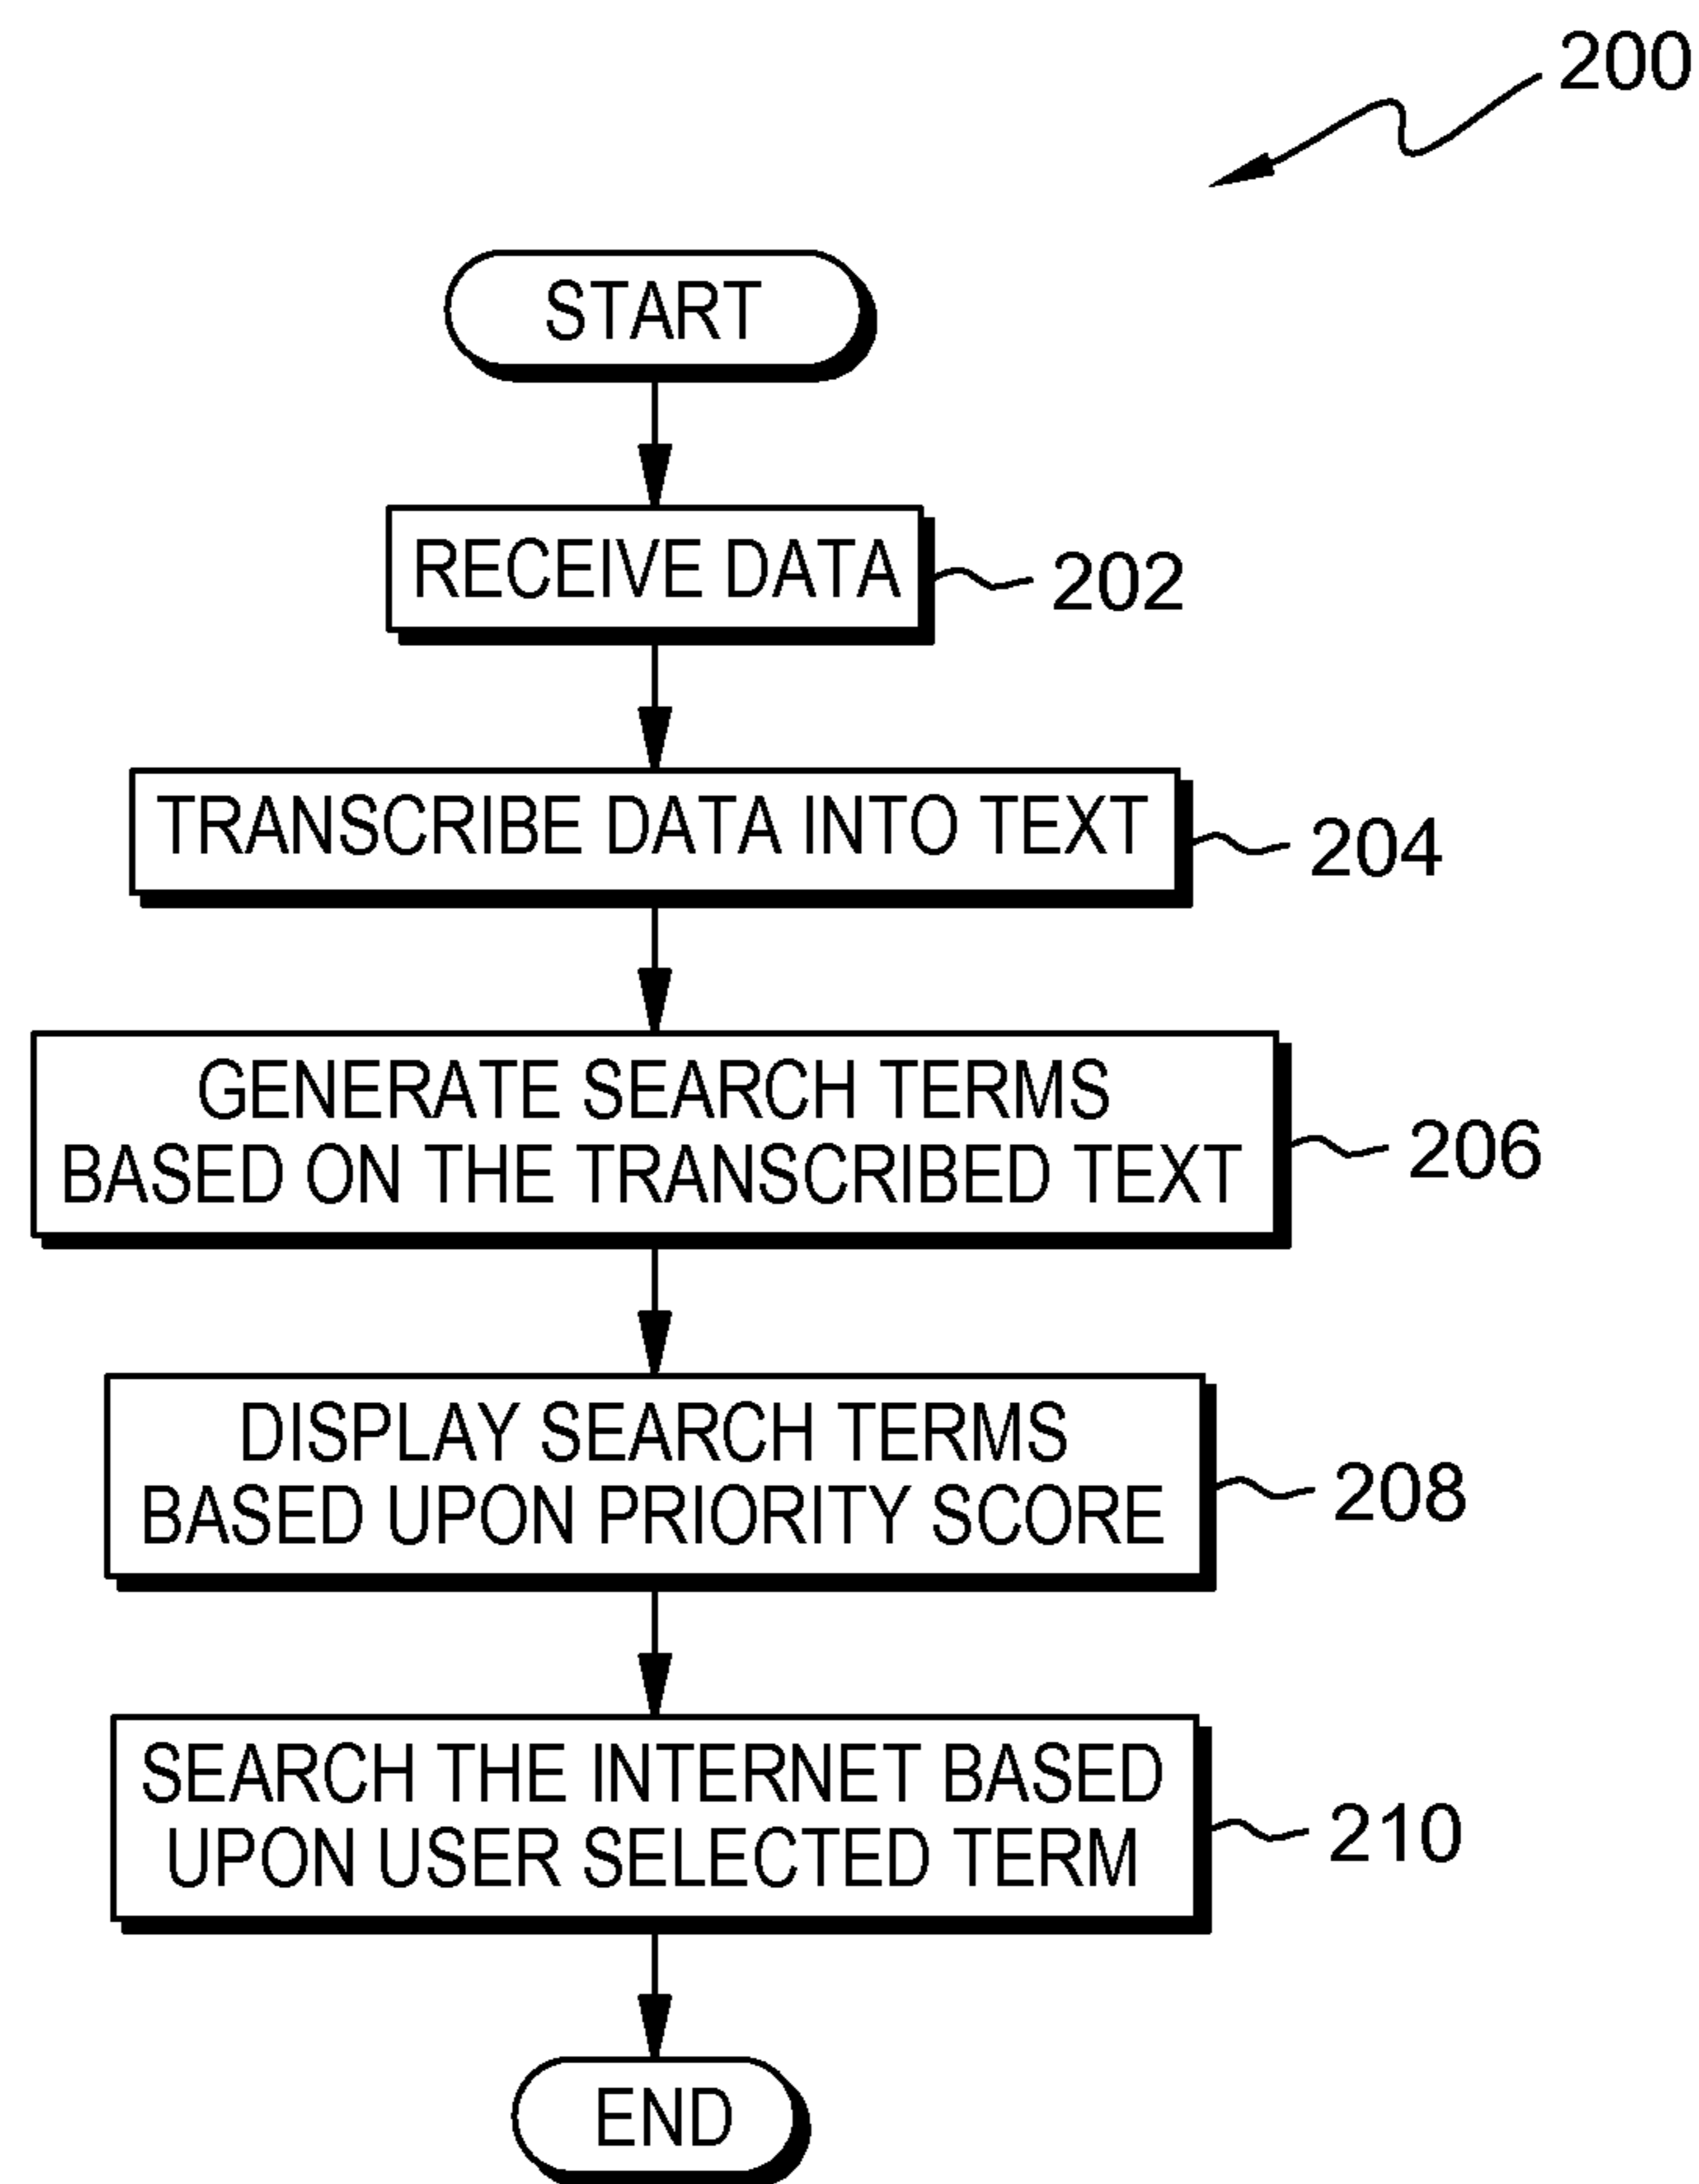 200
START
RECEIVE DATA
202
TRANSCRIBE DATA INTO TEXT
204
GENERATE SEARCH TERMS
BASED ON THE TRANSCRIBED TEXT
206
DISPLAY SEARCH TERMS
BASED UPON PRIORITY SCORE
208
SEARCH THE INTERNET BASED
UPON USER SELECTED TERM
210
END